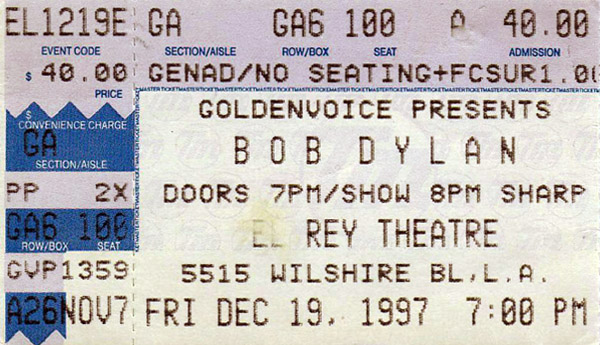 EL1219E GA GA6 100 A 40.00
EVENT CODE SECTION/AISLE ROW/BOX SEAT ADMISSION
$ 40.00 GENAD/NO SEATING+FCSUR1.00
PRICE
GOLDENVOICE PRESENTS
$
CONVENIENCE CHARGE
GA
SECTION/AISLE
BOB DYLAN
PP 2X DOORS 7PM/SHOW 8PM SHARP
GA6 100 EL REY THEATRE
ROW/BOX SEAT
GVP1359 5515 WILSHIRE BL,L.A.
A26NOV7 FRI DEC 19, 1997 7:00 PM